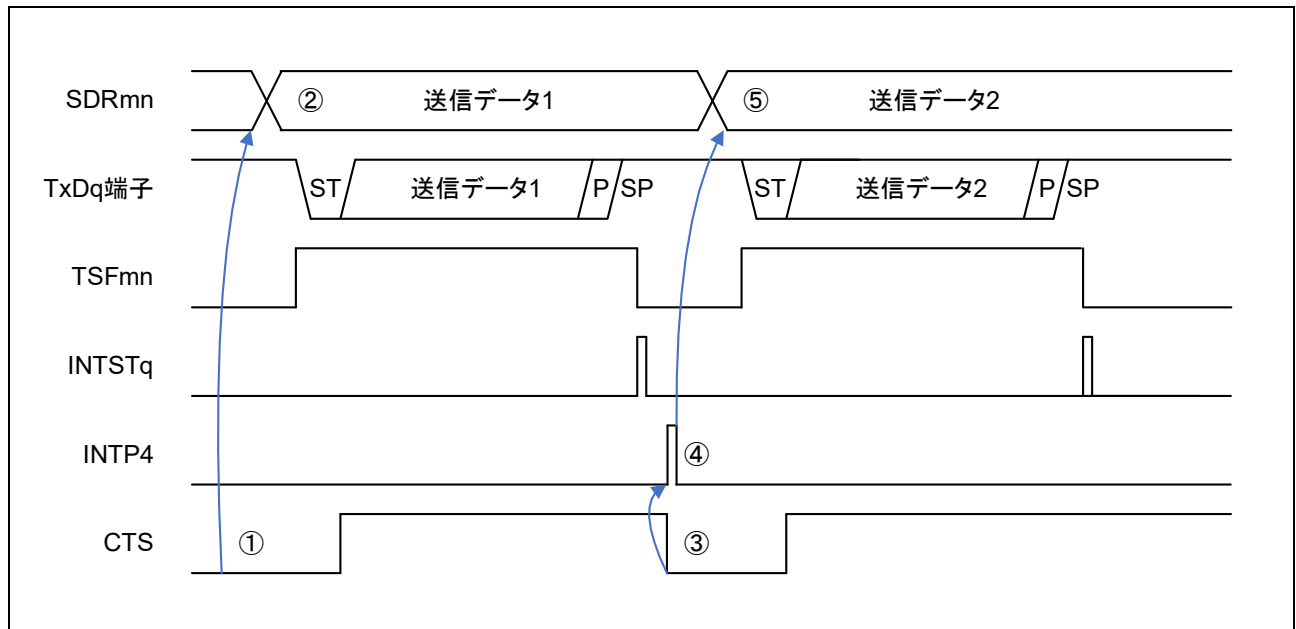 SDRmn ② 送信データ1 ⑤ 送信データ2
TxDq端子 ST 送信データ1 P SP ST 送信データ2 P SP
TSFmn
INTSTq
INTP4 ④
CTS ① ③